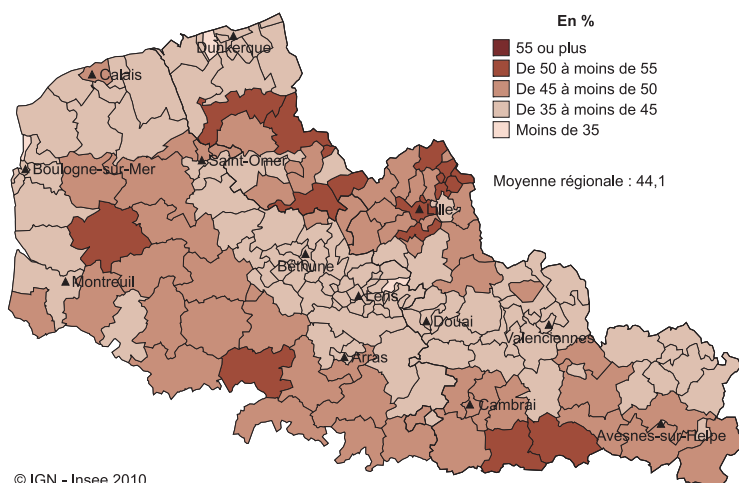 En %
55 ou plus
De 50 à moins de 55
De 45 à moins de 50
De 35 à moins de 45
Moins de 35
Moyenne régionale : 44,1
Dunkerque
Calais
Saint-Omer
Boulogne-sur-Mer
Lille
Béthune
Montreuil
Lens
Douai
Valenciennes
Arras
Cambrai
Avesnes-sur-Helpe
© IGN - Insee 2010